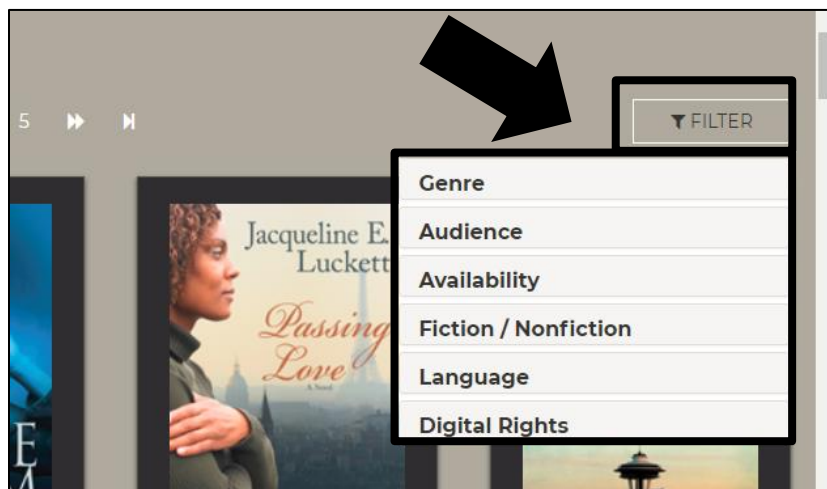 5
FILTER
Genre
Audience
Availability
Fiction / Nonfiction
Language
Digital Rights
Jacqueline E.
Luckett
Passing
Love
A Novel
E